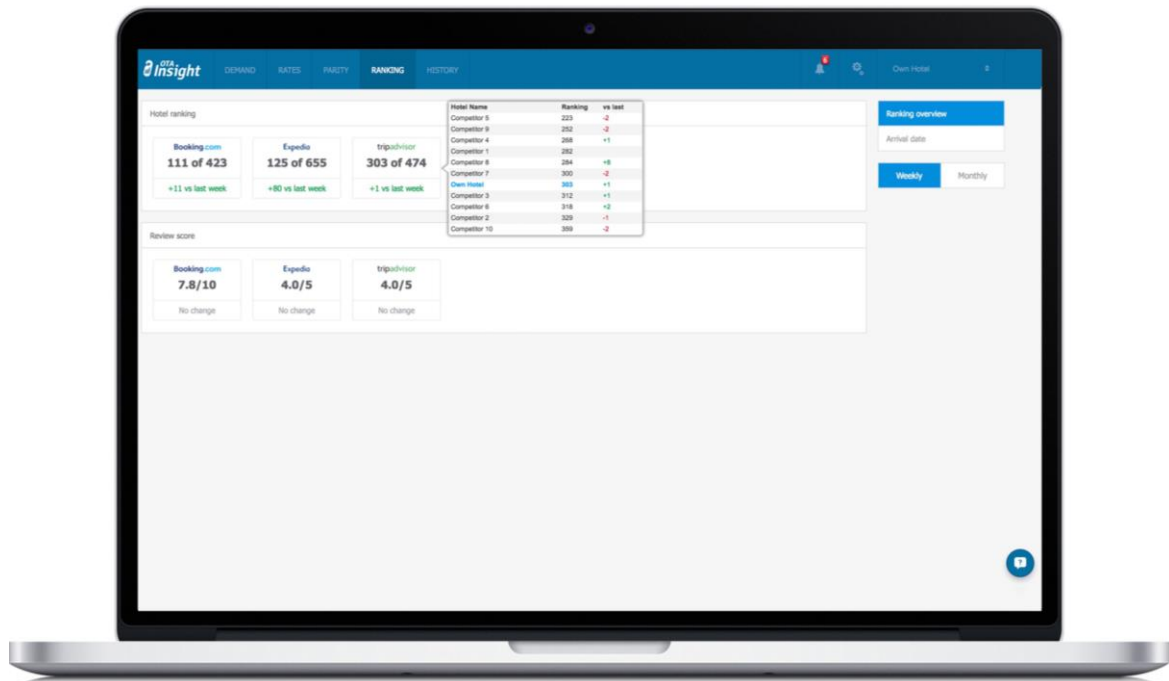 OTA Insight
DEMAND RATES PARITY RANKING HISTORY
6
Own Hotel
Hotel ranking
Booking.com
111 of 423
+11 vs last week
Expedia
125 of 655
+80 vs last week
tripadvisor
303 of 474
+1 vs last week
Hotel Name Ranking vs last
Competitor 5 223 -2
Competitor 9 252 -2
Competitor 4 268 +1
Competitor 1 282
Competitor 8 284 +8
Competitor 7 300 -2
Own Hotel 303 +1
Competitor 3 312 +1
Competitor 6 318 +2
Competitor 2 329 -1
Competitor 10 359 -2
Ranking overview
Arrival date
Weekly Monthly
Review score
Booking.com
7.8/10
No change
Expedia
4.0/5
No change
tripadvisor
4.0/5
No change
?